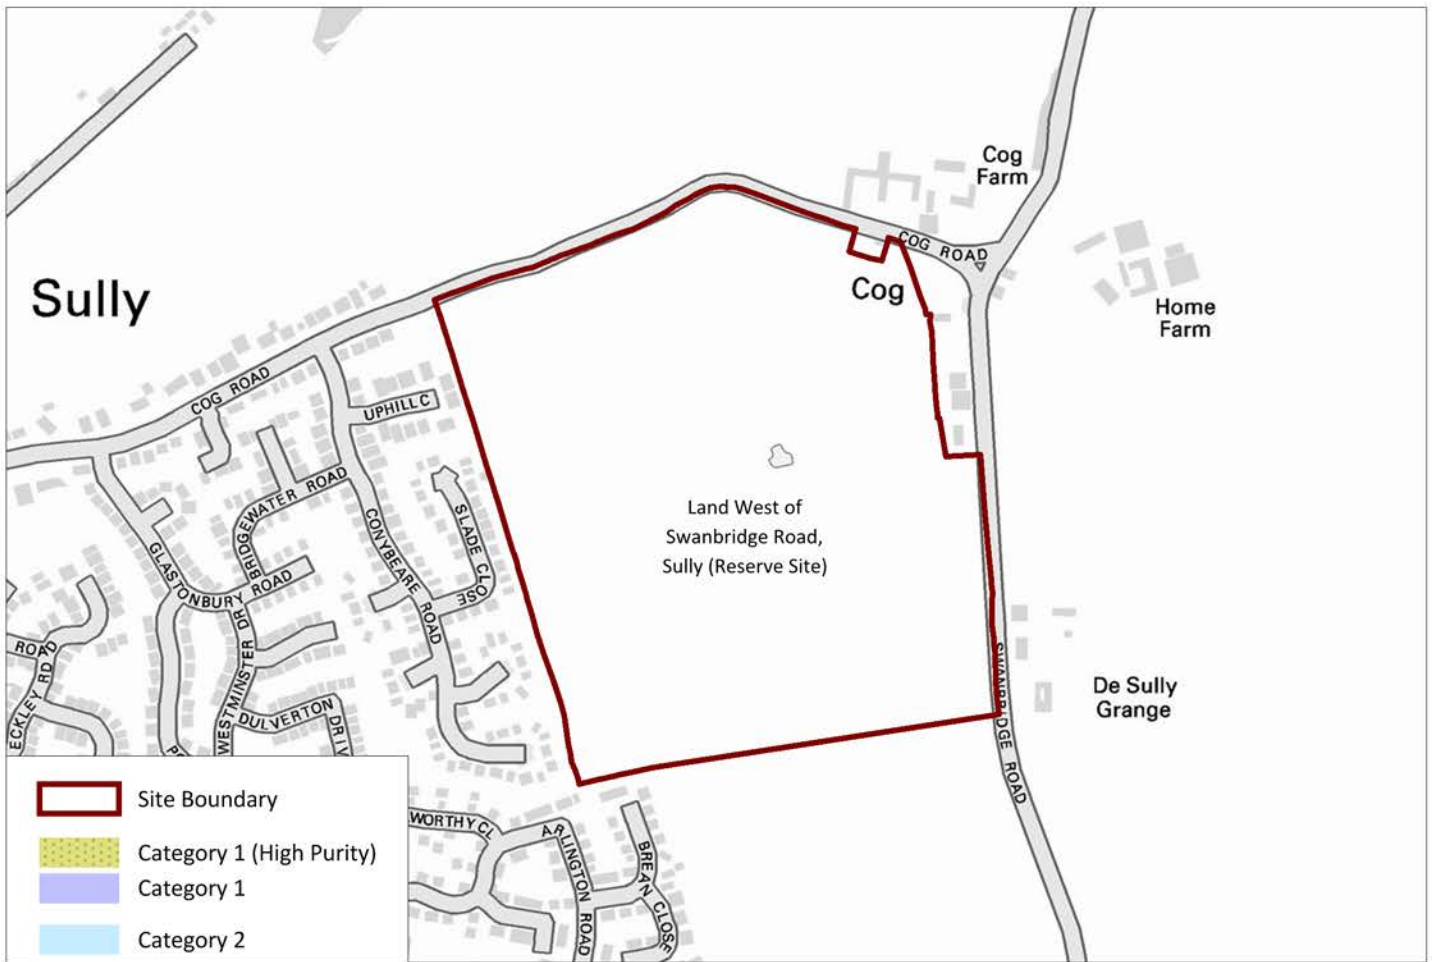 Cog
Farm
COG ROAD
Sully
Cog
Home
Farm
COG ROAD
UPHILL C
BRIDGEWATER ROAD
SLADE CLOSE
CONYBEARE ROAD
GLASTONBURY ROAD
Land West of
Swanbridge Road,
Sully (Reserve Site)
ROAD
ECKLEY RD
WESTMINSTER DR
DULVERTON DRIV
De Sully
Grange
SWANBRIDGE ROAD
Site Boundary
WORTHY CL
ARLINGTON ROAD
BREAN CLOSE
Category 1 (High Purity)
Category 1
Category 2